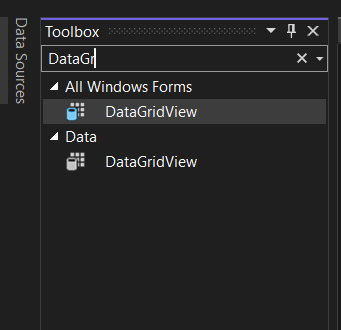 Data Sources
Toolbox
DataGr
All Windows Forms
DataGridView
Data
DataGridView